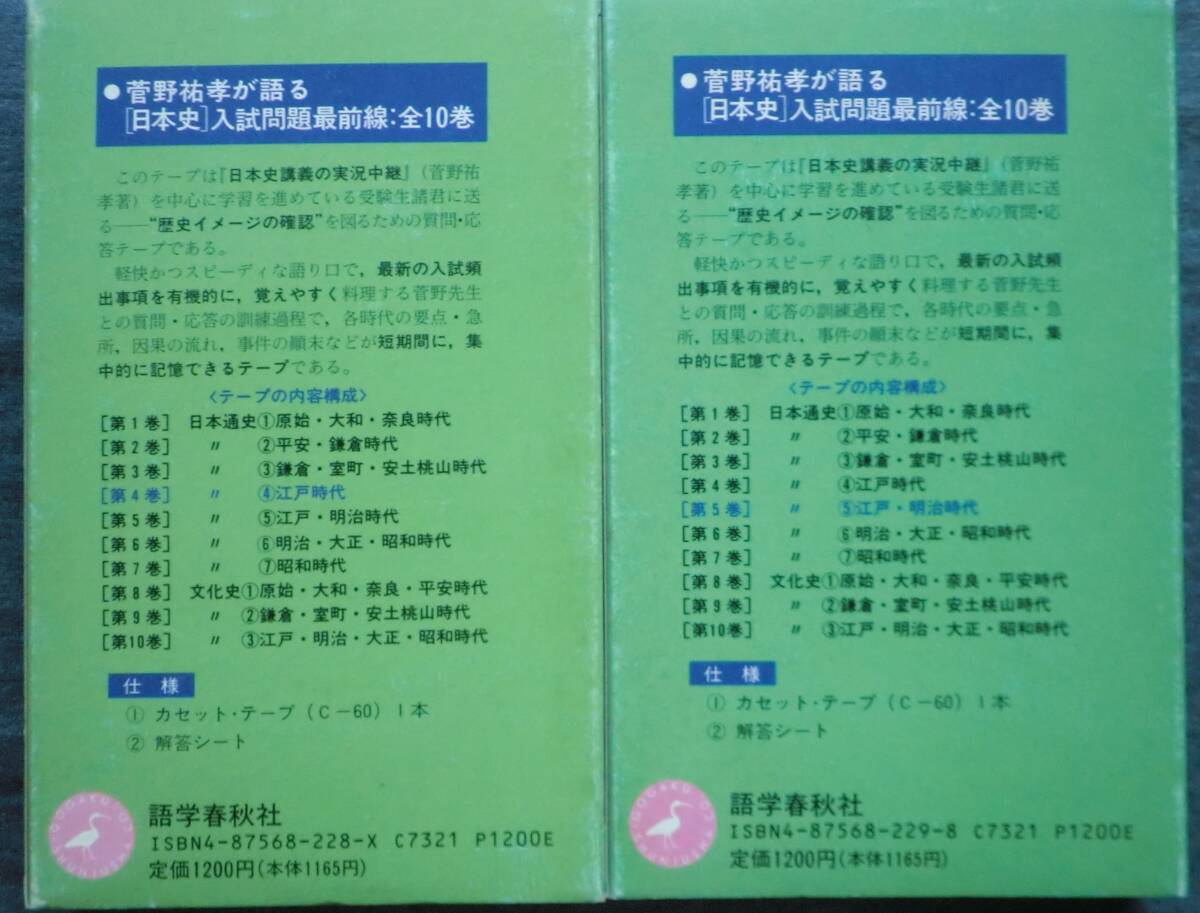 ●菅野祐孝が語る
[日本史]入試問題最前線:全10巻
このテープは『日本史講義の実況中継』(菅野祐
孝著)を中心に学習を進めている受験生諸君に送
る――“歴史イメージの確認”を図るための質問・応
答テープである。
軽快かつスピーディな語り口で,最新の入試頻
出事項を有機的に,覚えやすく料理する菅野先生
との質問・応答の訓練過程で,各時代の要点・急
所,因果の流れ,事件の顚末などが短期間に,集
中的に記憶できるテープである。
〈テープの内容構成〉
[第1巻] 日本通史①原始・大和・奈良時代
[第2巻] 〃 ②平安・鎌倉時代
[第3巻] 〃 ③鎌倉・室町・安土桃山時代
[第4巻] 〃 ④江戸時代
[第5巻] 〃 ⑤江戸・明治時代
[第6巻] 〃 ⑥明治・大正・昭和時代
[第7巻] 〃 ⑦昭和時代
[第8巻] 文化史①原始・大和・奈良・平安時代
[第9巻] 〃 ②鎌倉・室町・安土桃山時代
[第10巻] 〃 ③江戸・明治・大正・昭和時代
仕様
① カセット・テープ(C-60)1本
② 解答シート
語学春秋社
ISBN4-87568-228-X C7321 P1200E
定価1200円(本体1165円)
●菅野祐孝が語る
[日本史]入試問題最前線:全10巻
このテープは『日本史講義の実況中継』(菅野祐
孝著)を中心に学習を進めている受験生諸君に送
る――“歴史イメージの確認”を図るための質問・応
答テープである。
軽快かつスピーディな語り口で,最新の入試頻
出事項を有機的に,覚えやすく料理する菅野先生
との質問・応答の訓練過程で,各時代の要点・急
所,因果の流れ,事件の顚末などが短期間に,集
中的に記憶できるテープである。
〈テープの内容構成〉
[第1巻] 日本通史①原始・大和・奈良時代
[第2巻] 〃 ②平安・鎌倉時代
[第3巻] 〃 ③鎌倉・室町・安土桃山時代
[第4巻] 〃 ④江戸時代
[第5巻] 〃 ⑤江戸・明治時代
[第6巻] 〃 ⑥明治・大正・昭和時代
[第7巻] 〃 ⑦昭和時代
[第8巻] 文化史①原始・大和・奈良・平安時代
[第9巻] 〃 ②鎌倉・室町・安土桃山時代
[第10巻] 〃 ③江戸・明治・大正・昭和時代
仕様
① カセット・テープ(C-60)1本
② 解答シート
語学春秋社
ISBN4-87568-229-8 C7321 P1200E
定価1200円(本体1165円)